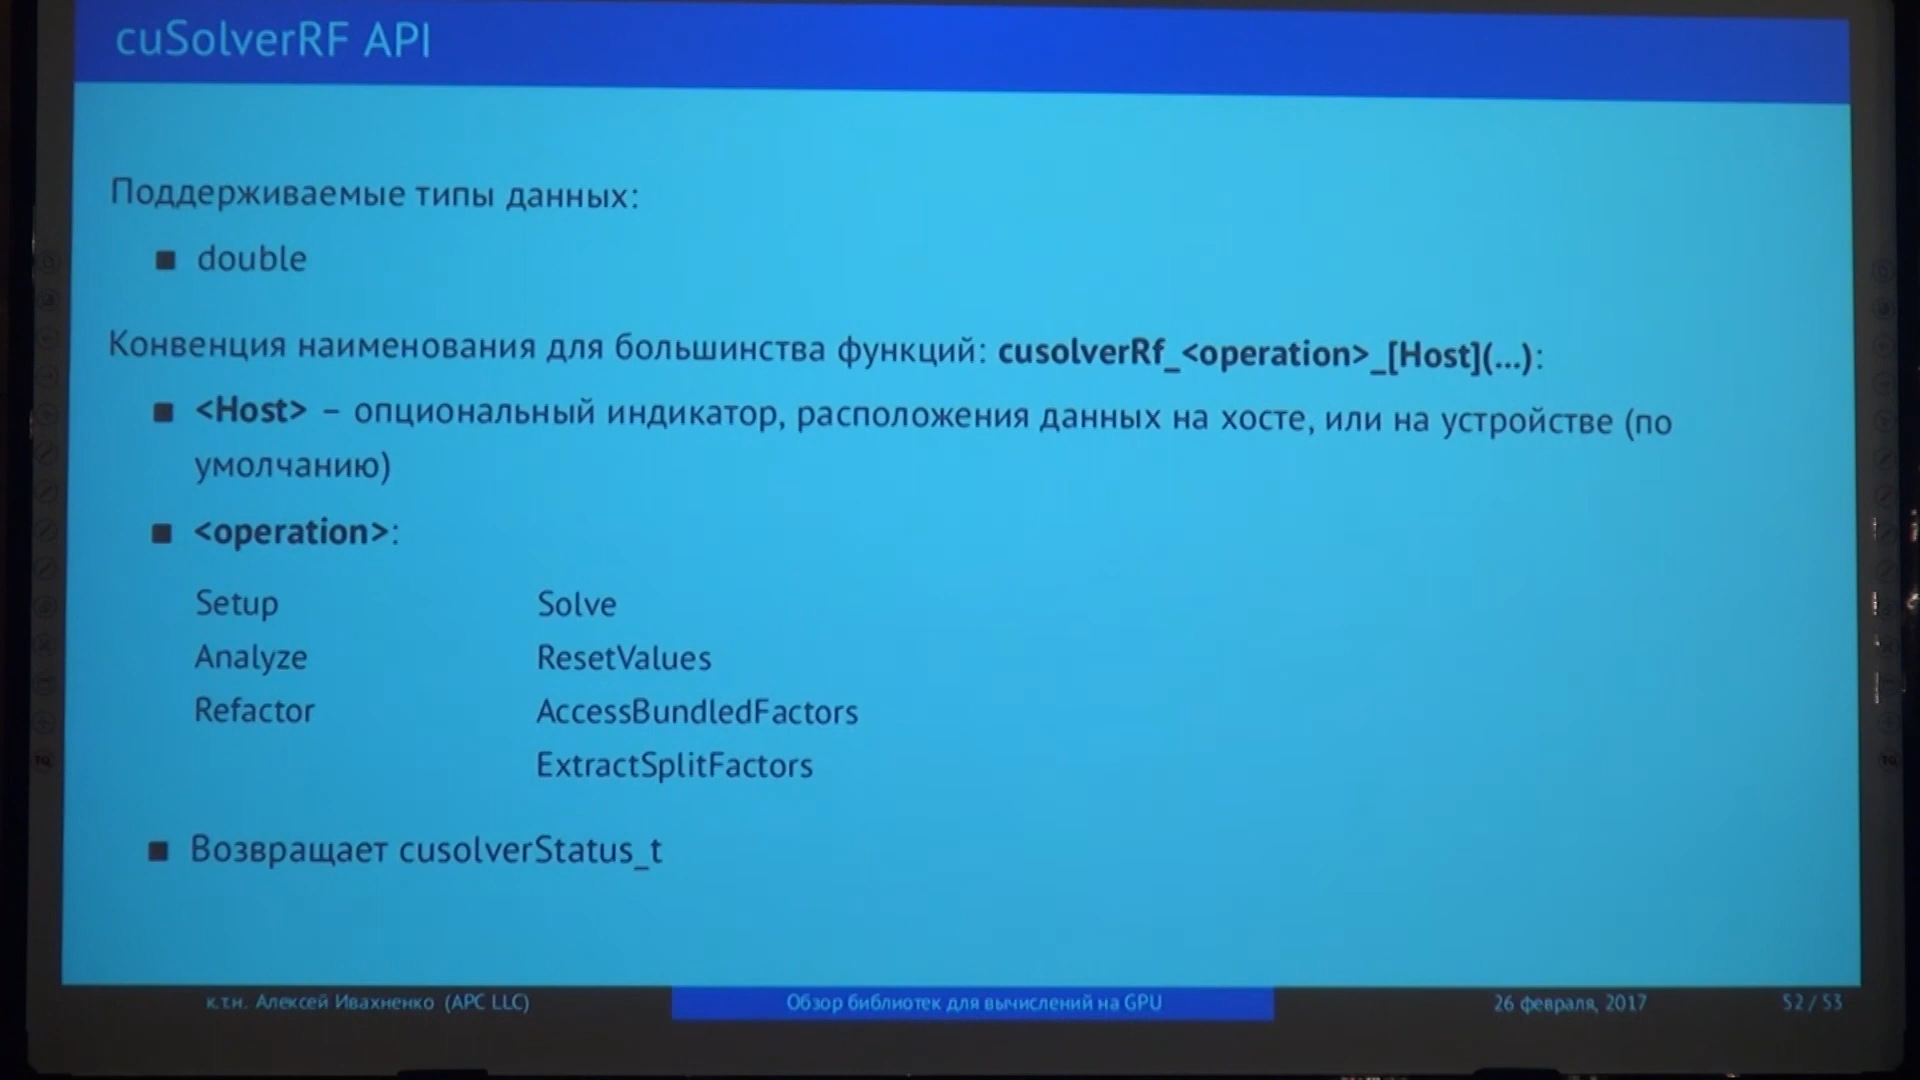 cuSolverRF API
Поддерживаемые типы данных:
■ double
Конвенция наименования для большинства функций: cusolverRf_<operation>_[Host](...):
■ <Host> – опциональный индикатор, расположения данных на хосте, или на устройстве (по
умолчанию)
■ <operation>:
Setup Solve
Analyze ResetValues
Refactor AccessBundledFactors
ExtractSplitFactors
■ Возвращает cusolverStatus_t
к.т.н. Алексей Ивахненко (APC LLC) Обзор библиотек для вычислений на GPU 26 февраля, 2017 52 / 53